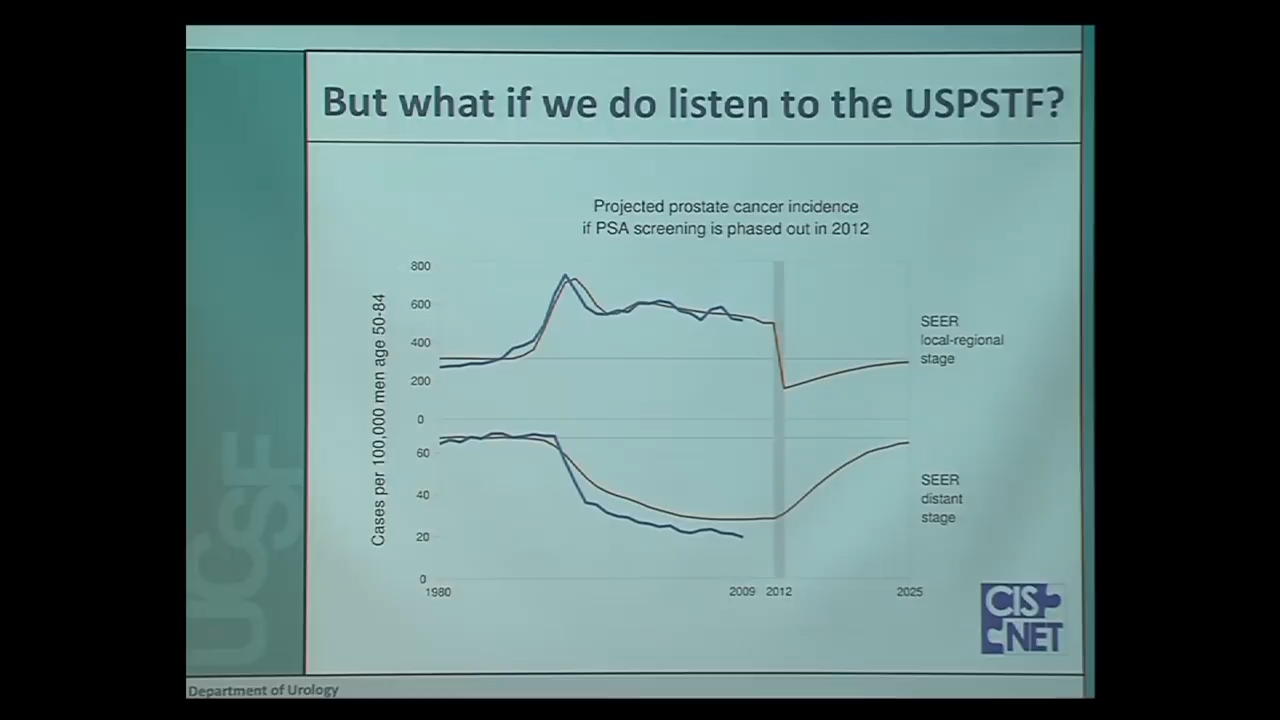 But what if we do listen to the USPSTF?
Projected prostate cancer incidence
if PSA screening is phased out in 2012
Cases per 100,000 men age 50-84
800
600
400
200
0
60
40
20
0
1980
2009
2012
2025
SEER
local-regional
stage
SEER
distant
stage
CIS
NET
UCSF
Department of Urology